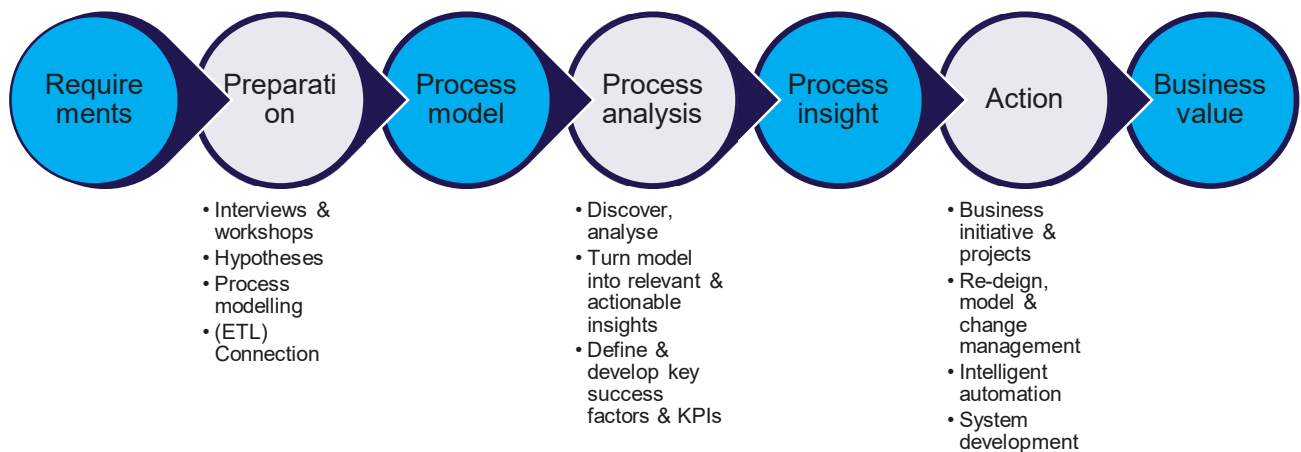 Require
ments
Preparati
on
Process
model
Process
analysis
Process
insight
Action
Business
value
• Interviews &
workshops
• Hypotheses
• Process
modelling
• (ETL)
Connection
• Discover,
analyse
• Turn model
into relevant &
actionable
insights
• Define &
develop key
success
factors & KPIs
• Business
initiative &
projects
• Re-deign,
model &
change
management
• Intelligent
automation
• System
development